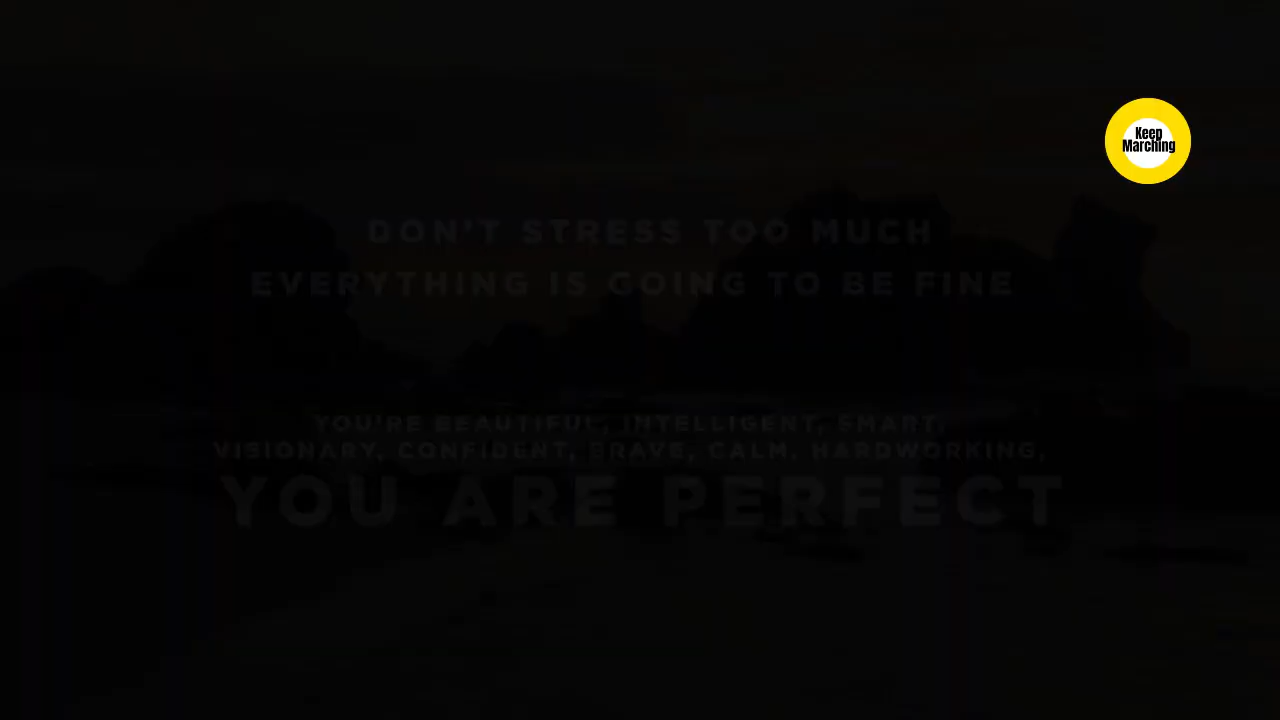 Keep
Marching
DON'T STRESS TOO MUCH
EVERYTHING IS GOING TO BE FINE
YOU'RE BEAUTIFUL, INTELLIGENT, SMART,
VISIONARY, CONFIDENT, BRAVE, CALM, HARDWORKING,
YOU ARE PERFECT